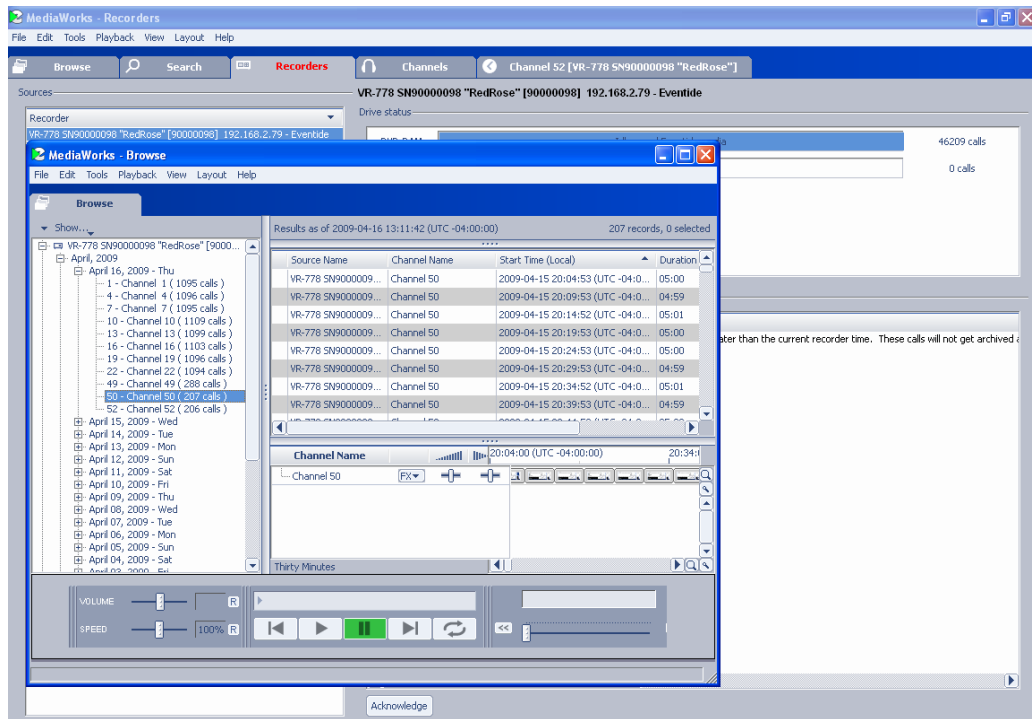 MediaWorks - Recorders
File Edit Tools Playback View Layout Help
Browse Search Recorders Channels Channel 52 [VR-778 SN90000098 "RedRose"]
Sources
VR-778 SN90000098 "RedRose" [90000098] 192.168.2.79 - Eventide
Recorder
Drive status
VR-778 SN90000098 "RedRose" [90000098] 192.168.2.79 - Eventide
46209 calls
0 calls
ater than the current recorder time. These calls will not get archived a
MediaWorks - Browse
File Edit Tools Playback View Layout Help
Browse
Show...
VR-778 SN90000098 "RedRose" [9000...
April, 2009
April 16, 2009 - Thu
1 - Channel 1 ( 1095 calls )
4 - Channel 4 ( 1096 calls )
7 - Channel 7 ( 1095 calls )
10 - Channel 10 ( 1109 calls )
13 - Channel 13 ( 1099 calls )
16 - Channel 16 ( 1103 calls )
19 - Channel 19 ( 1096 calls )
22 - Channel 22 ( 1094 calls )
49 - Channel 49 ( 288 calls )
50 - Channel 50 ( 207 calls )
52 - Channel 52 ( 206 calls )
April 15, 2009 - Wed
April 14, 2009 - Tue
April 13, 2009 - Mon
April 12, 2009 - Sun
April 11, 2009 - Sat
April 10, 2009 - Fri
April 09, 2009 - Thu
April 08, 2009 - Wed
April 07, 2009 - Tue
April 06, 2009 - Mon
April 05, 2009 - Sun
April 04, 2009 - Sat
Results as of 2009-04-16 13:11:42 (UTC -04:00:00) 207 records, 0 selected
Source Name Channel Name Start Time (Local) Duration
VR-778 SN9000009... Channel 50 2009-04-15 20:04:53 (UTC -04:0... 05:00
VR-778 SN9000009... Channel 50 2009-04-15 20:09:53 (UTC -04:0... 04:59
VR-778 SN9000009... Channel 50 2009-04-15 20:14:52 (UTC -04:0... 05:01
VR-778 SN9000009... Channel 50 2009-04-15 20:19:53 (UTC -04:0... 05:00
VR-778 SN9000009... Channel 50 2009-04-15 20:24:53 (UTC -04:0... 05:00
VR-778 SN9000009... Channel 50 2009-04-15 20:29:53 (UTC -04:0... 04:59
VR-778 SN9000009... Channel 50 2009-04-15 20:34:52 (UTC -04:0... 05:01
VR-778 SN9000009... Channel 50 2009-04-15 20:39:53 (UTC -04:0... 04:59
Channel Name 20:04:00 (UTC -04:00:00) 20:34:
Channel 50 FX
Thirty Minutes
VOLUME R
SPEED 100% R
Acknowledge